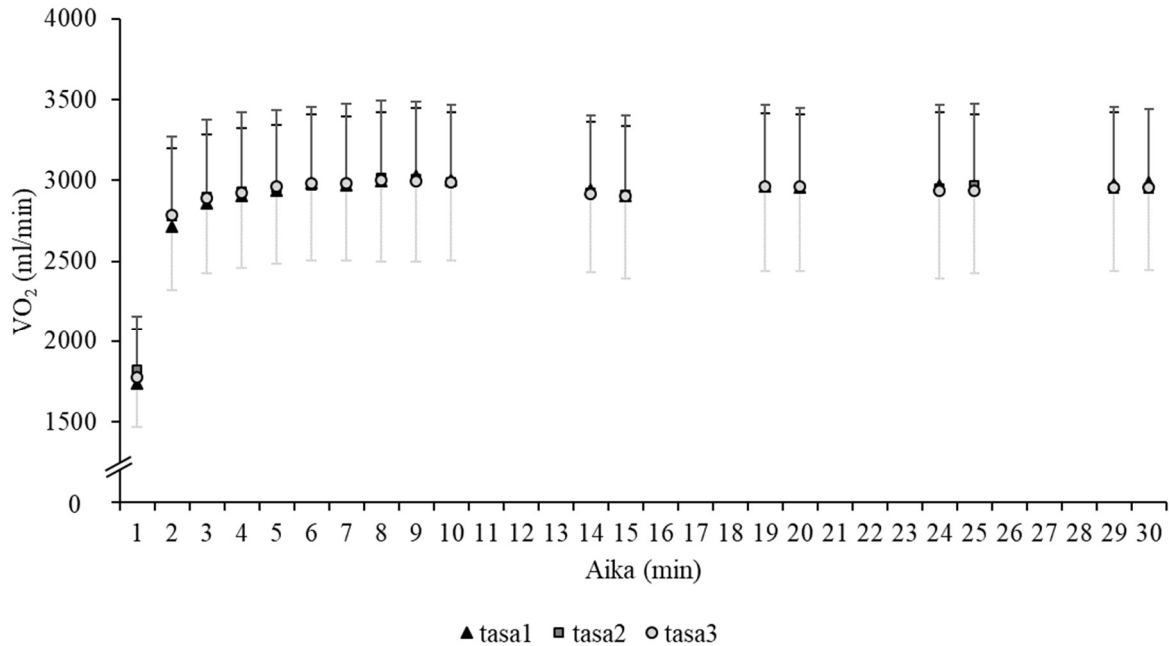 4000
3500
3000
2500
2000
1500
0
VO₂ (ml/min)
1 2 3 4 5 6 7 8 9 10 11 12 13 14 15 16 17 18 19 20 21 22 23 24 25 26 27 28 29 30
Aika (min)
tasa1 tasa2 tasa3